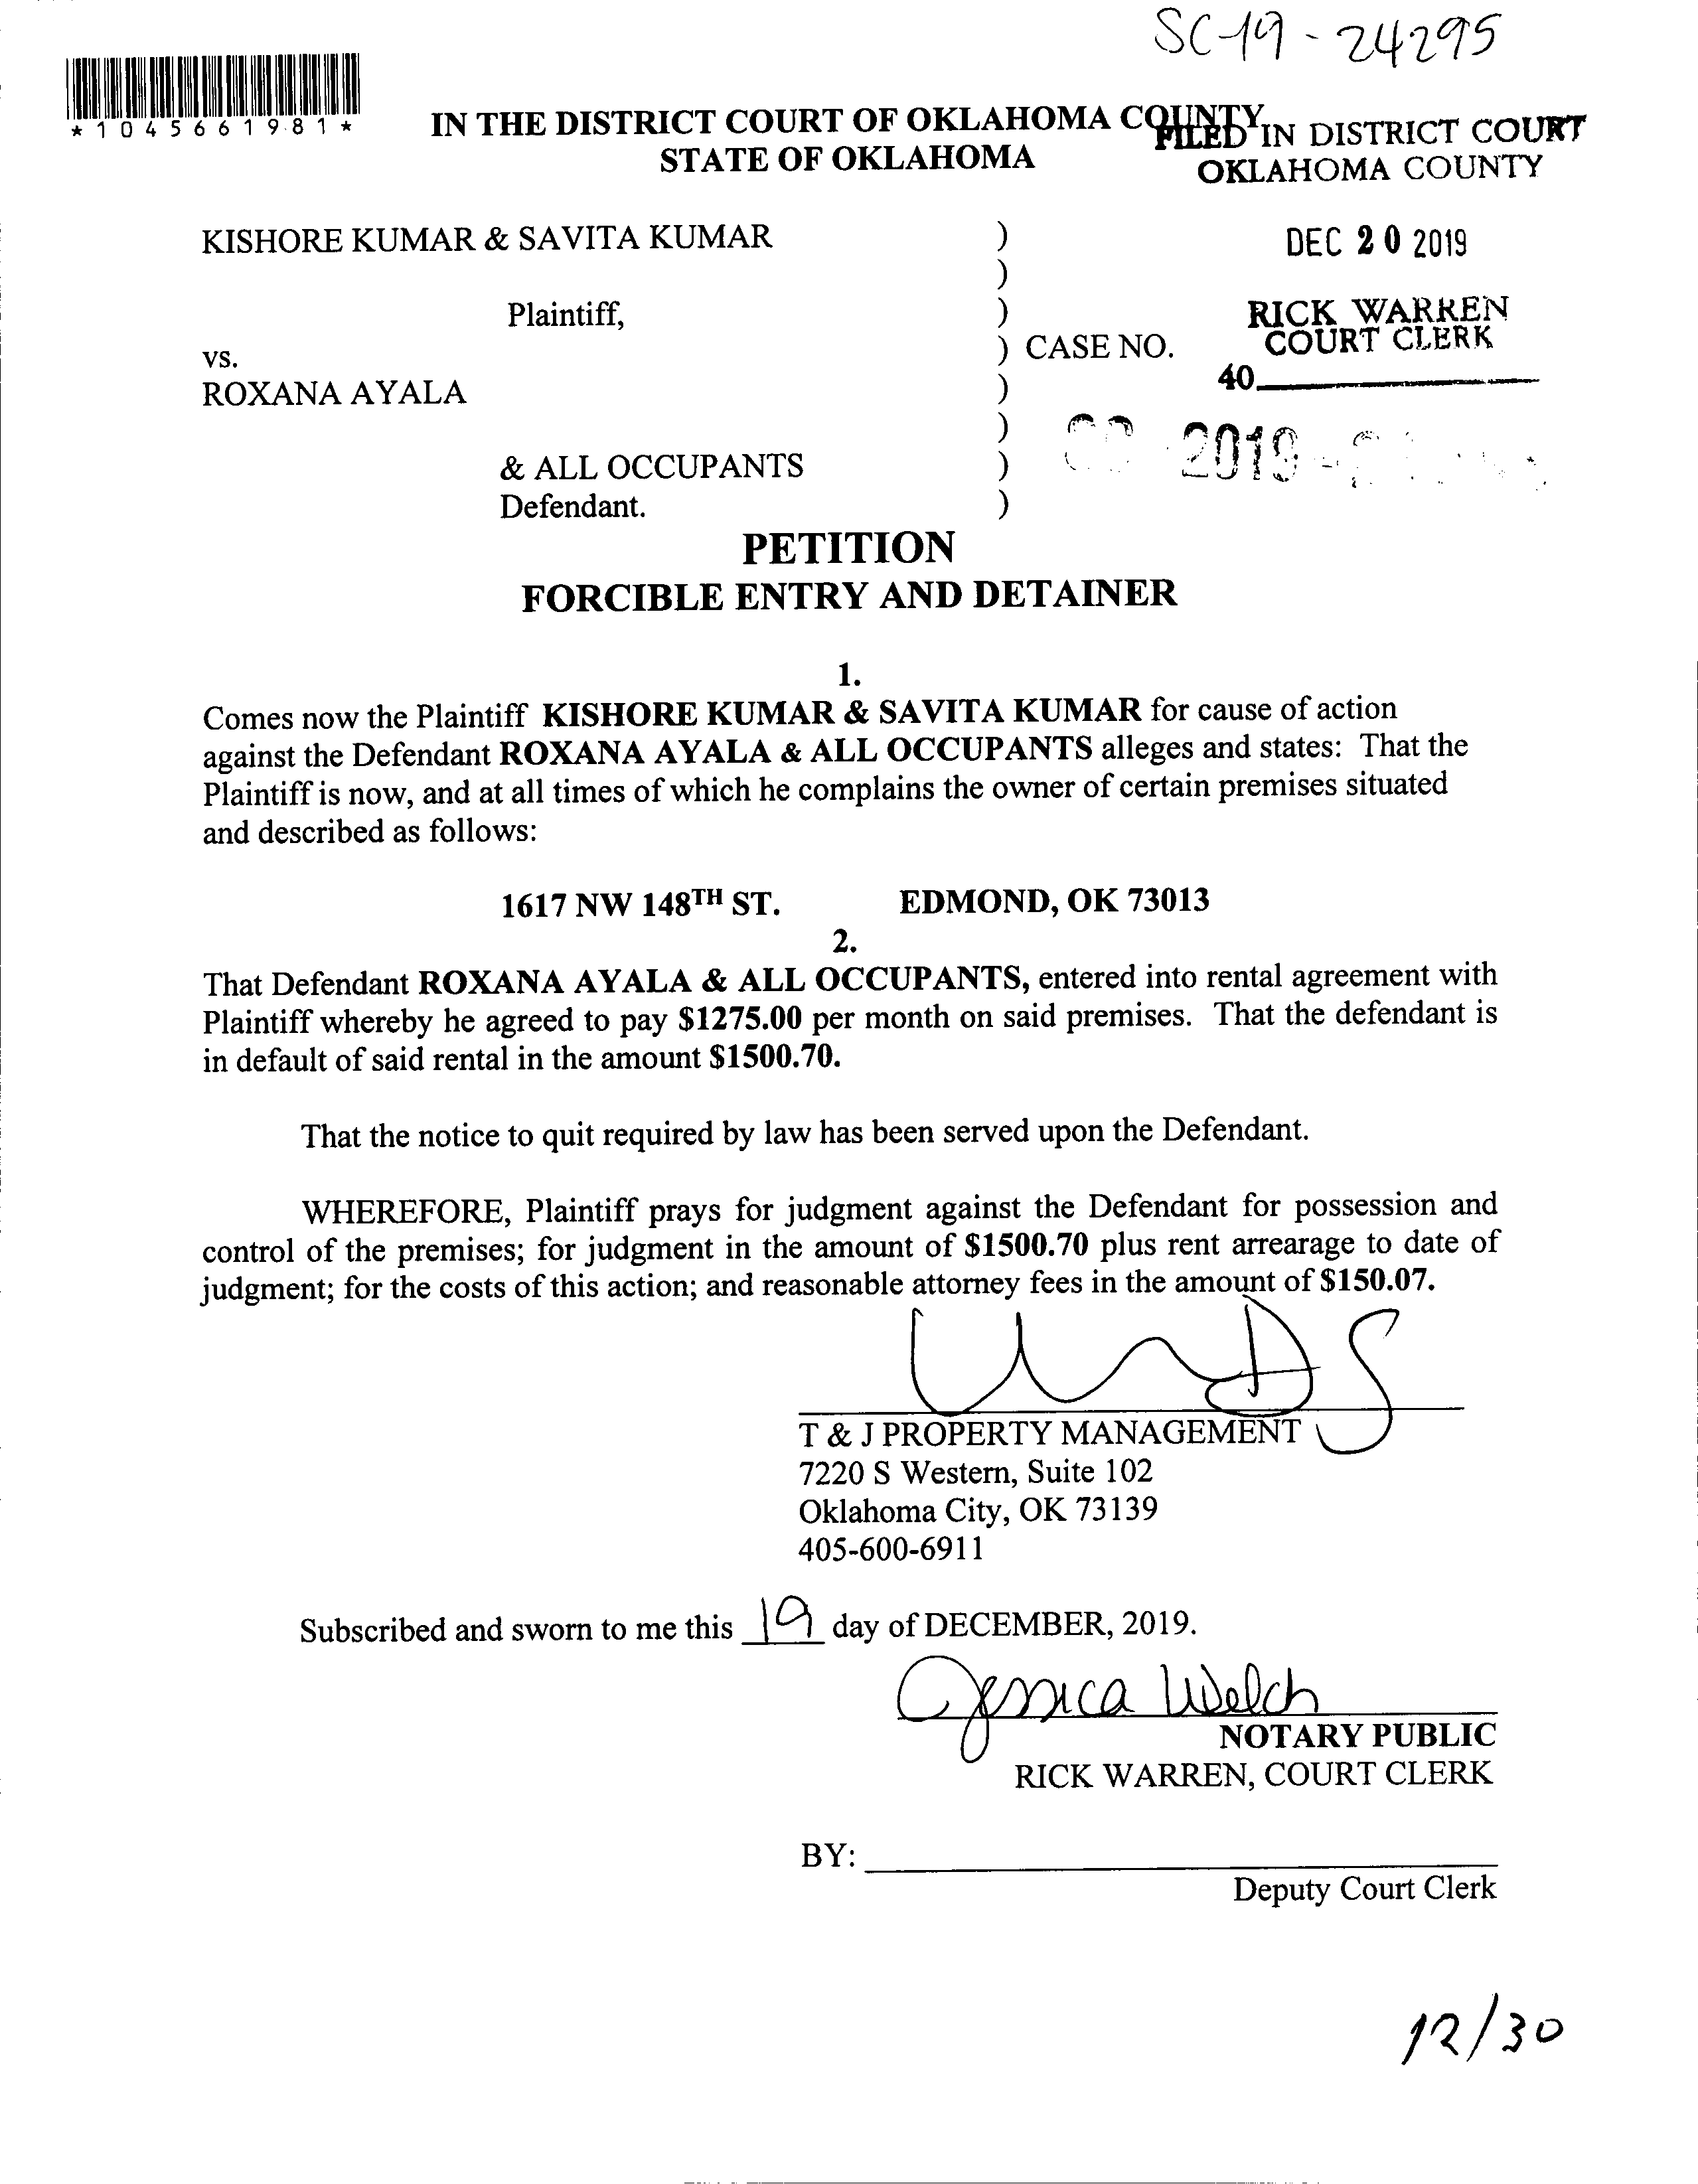 SC-19-24295
*1045661981*
IN THE DISTRICT COURT OF OKLAHOMA COUNTY
STATE OF OKLAHOMA
FILED IN DISTRICT COURT
OKLAHOMA COUNTY
KISHORE KUMAR & SAVITA KUMAR )
DEC 20 2019
)
Plaintiff, )
RICK WARREN
COURT CLERK
vs. ) CASE NO.
40.
ROXANA AYALA )
)
2019 -
& ALL OCCUPANTS )
Defendant. )
PETITION
FORCIBLE ENTRY AND DETAINER
1.
Comes now the Plaintiff KISHORE KUMAR & SAVITA KUMAR for cause of action
against the Defendant ROXANA AYALA & ALL OCCUPANTS alleges and states: That the
Plaintiff is now, and at all times of which he complains the owner of certain premises situated
and described as follows:
1617 NW 148TH ST. EDMOND, OK 73013
2.
That Defendant ROXANA AYALA & ALL OCCUPANTS, entered into rental agreement with
Plaintiff whereby he agreed to pay $1275.00 per month on said premises. That the defendant is
in default of said rental in the amount $1500.70.
That the notice to quit required by law has been served upon the Defendant.
WHEREFORE, Plaintiff prays for judgment against the Defendant for possession and
control of the premises; for judgment in the amount of $1500.70 plus rent arrearage to date of
judgment; for the costs of this action; and reasonable attorney fees in the amount of $150.07.
T & J PROPERTY MANAGEMENT
7220 S Western, Suite 102
Oklahoma City, OK 73139
405-600-6911
Subscribed and sworn to me this 19 day of DECEMBER, 2019.
Jessica Welch
NOTARY PUBLIC
RICK WARREN, COURT CLERK
BY:
Deputy Court Clerk
12/30